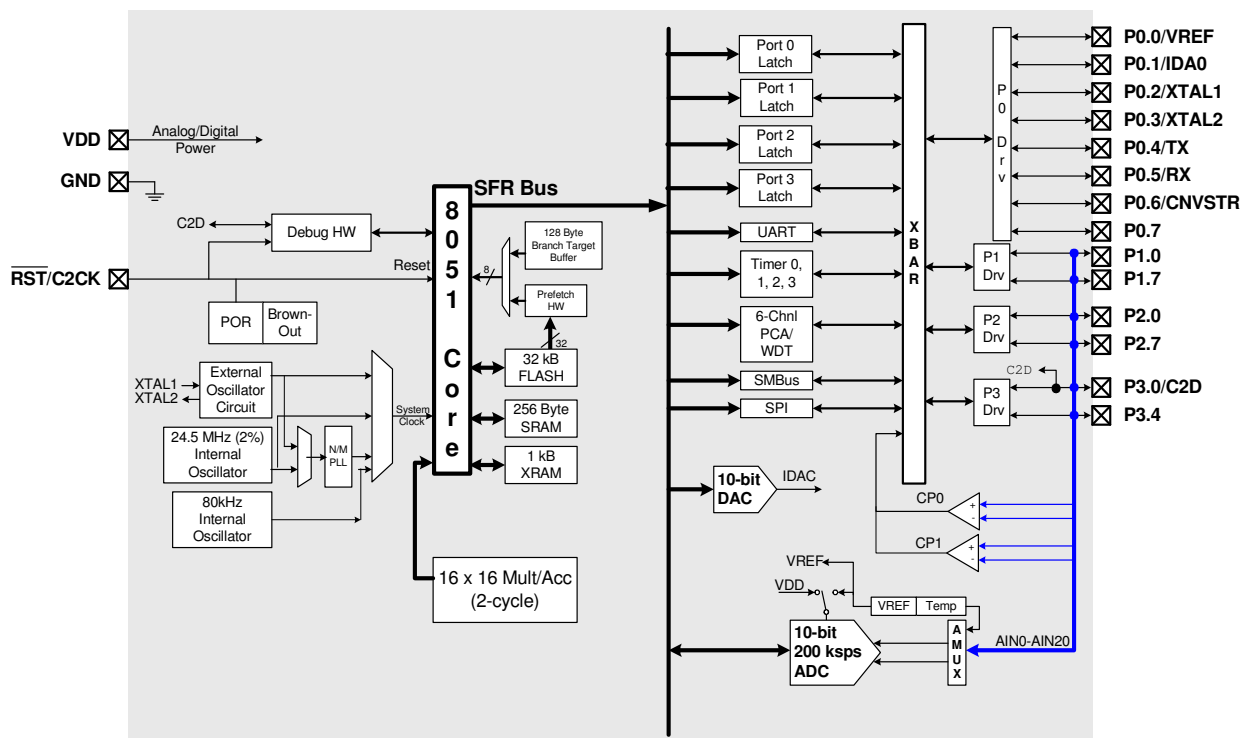 VDD
Analog/Digital
Power
GND
C2D
Debug HW
RST/C2CK
Reset
POR
Brown-
Out
XTAL1
XTAL2
External
Oscillator
Circuit
24.5 MHz (2%)
Internal
Oscillator
N/M
PLL
System
Clock
80kHz
Internal
Oscillator
8051 Core
SFR Bus
128 Byte
Branch Target
Buffer
8
Prefetch
HW
32
32 kB
FLASH
256 Byte
SRAM
1 kB
XRAM
16 x 16 Mult/Acc
(2-cycle)
Port 0
Latch
Port 1
Latch
Port 2
Latch
Port 3
Latch
UART
Timer 0,
1, 2, 3
6-Chnl
PCA/
WDT
SMBus
SPI
XBAR
P0 Drv
P1
Drv
P2
Drv
P3
Drv
C2D
P0.0/VREF
P0.1/IDA0
P0.2/XTAL1
P0.3/XTAL2
P0.4/TX
P0.5/RX
P0.6/CNVSTR
P0.7
P1.0
P1.7
P2.0
P2.7
P3.0/C2D
P3.4
10-bit
DAC
IDAC
CP0
+
-
CP1
+
-
VREF
VDD
VREF
Temp
10-bit
200 ksps
ADC
AMUX
AIN0-AIN20